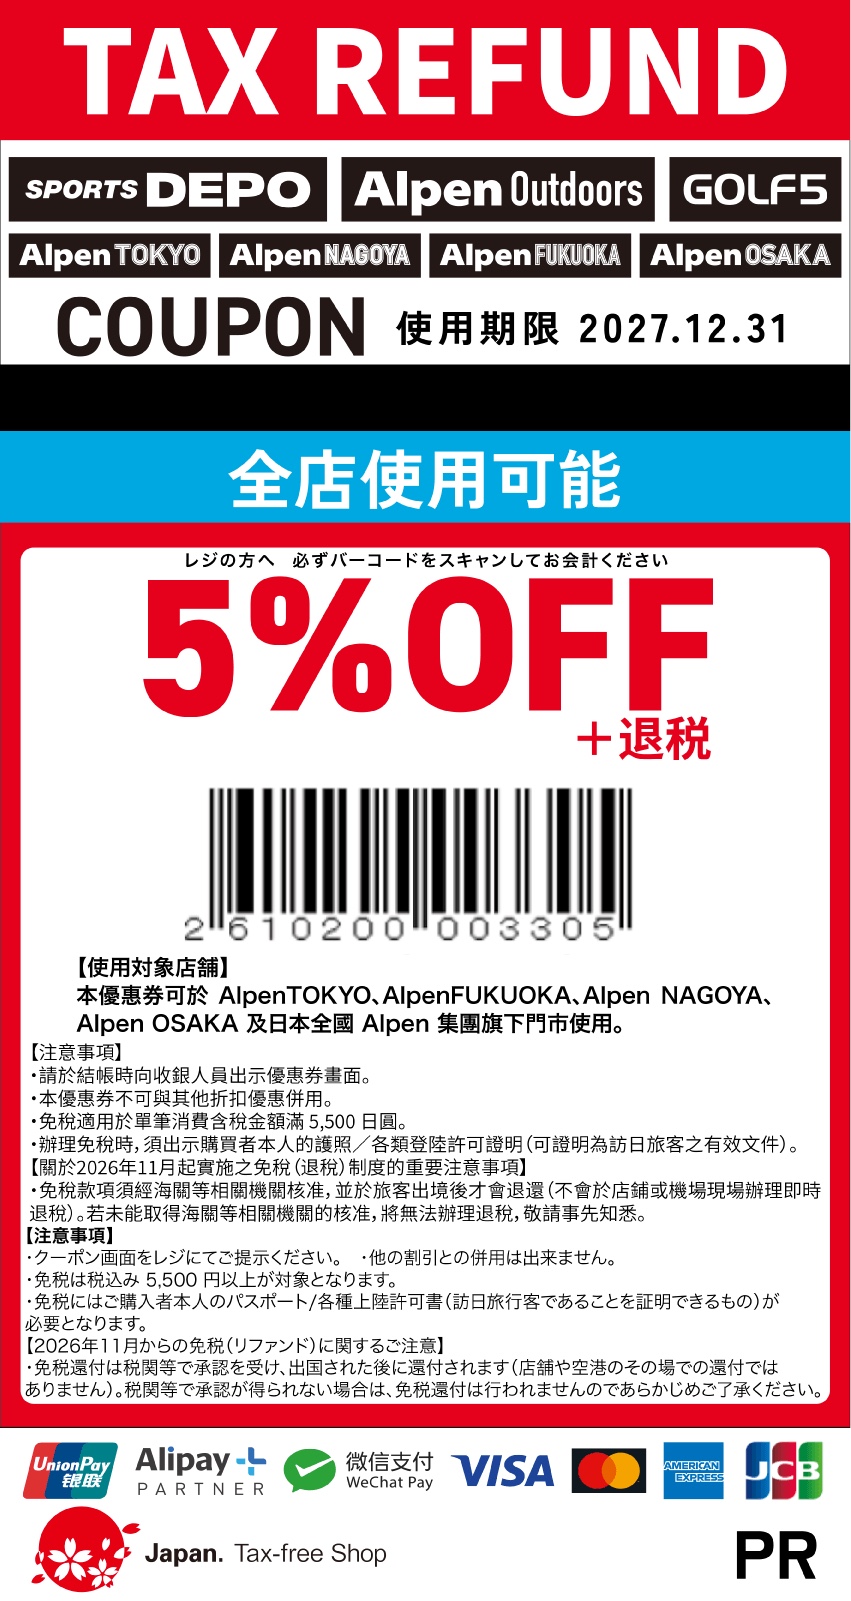 TAX REFUND
SPORTS DEPO Alpen Outdoors GOLF5
Alpen TOKYO Alpen NAGOYA Alpen FUKUOKA Alpen OSAKA
COUPON 使用期限 2027.12.31
全店使用可能
レジの方へ　必ずバーコードをスキャンしてお会計ください
5%OFF
＋退税
2 610200 003305
【使用対象店舗】
本優惠券可於 AlpenTOKYO、AlpenFUKUOKA、Alpen NAGOYA、
Alpen OSAKA 及日本全國 Alpen 集團旗下門市使用。
【注意事項】
・請於結帳時向收銀人員出示優惠券畫面。
・本優惠券不可與其他折扣優惠併用。
・免稅適用於單筆消費含稅金額滿 5,500 日圓。
・辦理免稅時，須出示購買者本人的護照／各類登陸許可證明（可證明為訪日旅客之有效文件）。
【關於2026年11月起實施之免稅（退稅）制度的重要注意事項】
・免稅款項須經海關等相關機關核准，並於旅客出境後才會退還（不會於店鋪或機場現場辦理即時
退稅）。若未能取得海關等相關機關的核准，將無法辦理退稅，敬請事先知悉。
【注意事項】
・クーポン画面をレジにてご提示ください。　・他の割引との併用は出来ません。
・免税は税込み 5,500 円以上が対象となります。
・免税にはご購入者本人のパスポート/各種上陸許可書（訪日旅行客であることを証明できるもの）が
必要となります。
【2026年11月からの免税（リファンド）に関するご注意】
・免税還付は税関等で承認を受け、出国された後に還付されます（店舗や空港のその場での還付では
ありません）。税関等で承認が得られない場合は、免税還付は行われませんのであらかじめご了承ください。
UnionPay 银联 Alipay+ PARTNER 微信支付 WeChat Pay VISA AMERICAN EXPRESS JCB
Japan. Tax-free Shop PR